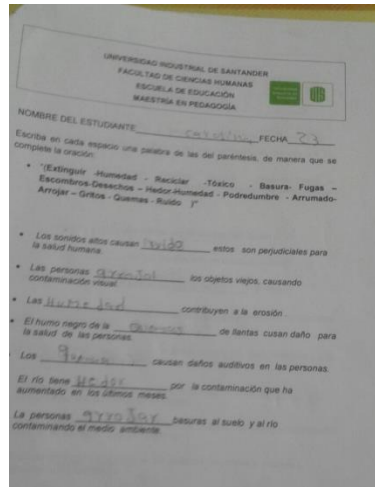 UNIVERSIDAD INDUSTRIAL DE SANTANDER
FACULTAD DE CIENCIAS HUMANAS
ESCUELA DE EDUCACIÓN
MAESTRÍA EN PEDAGOGÍA
NOMBRE DEL ESTUDIANTE FECHA 23
Escriba en cada espacio una palabra de las del paréntesis, de manera que se
complete la oración:
"(Extinguir -Humedad - Reciclar -Tóxico - Basura- Fugas –
Escombros-Desechos – Hedor-Humedad - Podredumbre - Arrumado-
Arrojar – Gritos - Quemas - Ruido )"
Los sonidos altos causan estos son perjudiciales para
la salud humana.
Las personas los objetos viejos, causando
contaminación visual.
Las Humedad contribuyen a la erosión
El humo negro de la de llantas cusan daño para
la salud de las personas.
Los causan daños auditivos en las personas.
El río tiene Hedor por la contaminación que ha
aumentado en los últimos meses.
La personas arrojar basuras al suelo y al río
contaminando el medio ambiente.